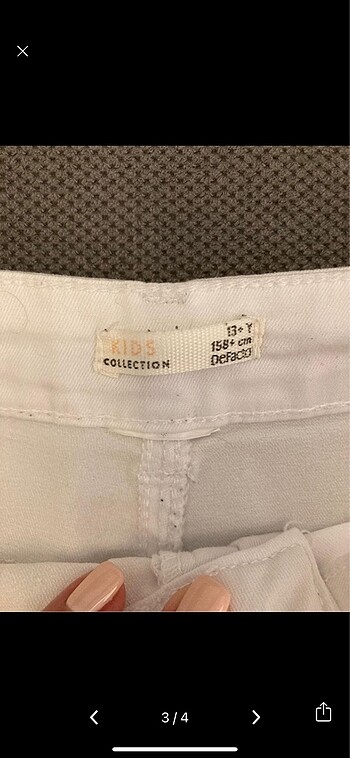 KIDS
COLLECTION
13+ Y
158+ cm
DeFacto
3/4